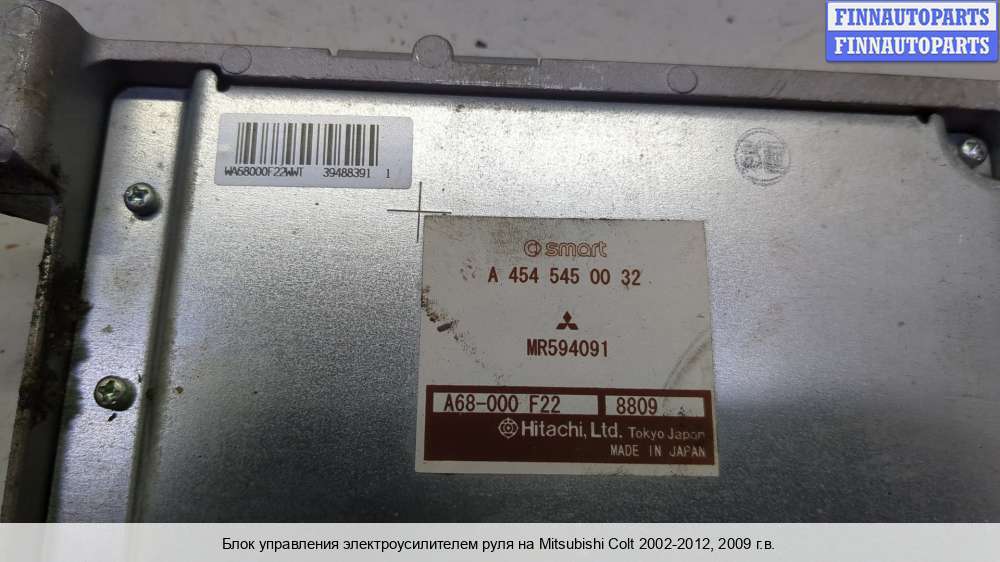 FINNAUTOPARTS
FINNAUTOPARTS
WA68000F22WWT 39488391 1
smart
A 454 545 00 32
MR594091
A68-000 F22 8809
Hitachi, Ltd. Tokyo Japan
MADE IN JAPAN
Блок управления электроусилителем руля на Mitsubishi Colt 2002-2012, 2009 г.в.